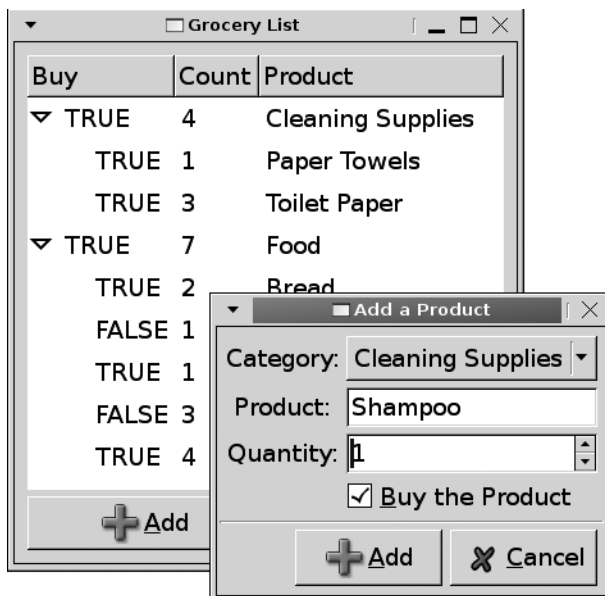 Grocery List
Buy Count Product
TRUE 4 Cleaning Supplies
TRUE 1 Paper Towels
TRUE 3 Toilet Paper
TRUE 7 Food
TRUE 2 Bread
FALSE 1
TRUE 1
FALSE 3
TRUE 4
Add
Add a Product
Category: Cleaning Supplies
Product: Shampoo
Quantity: 1
Buy the Product
Add Cancel